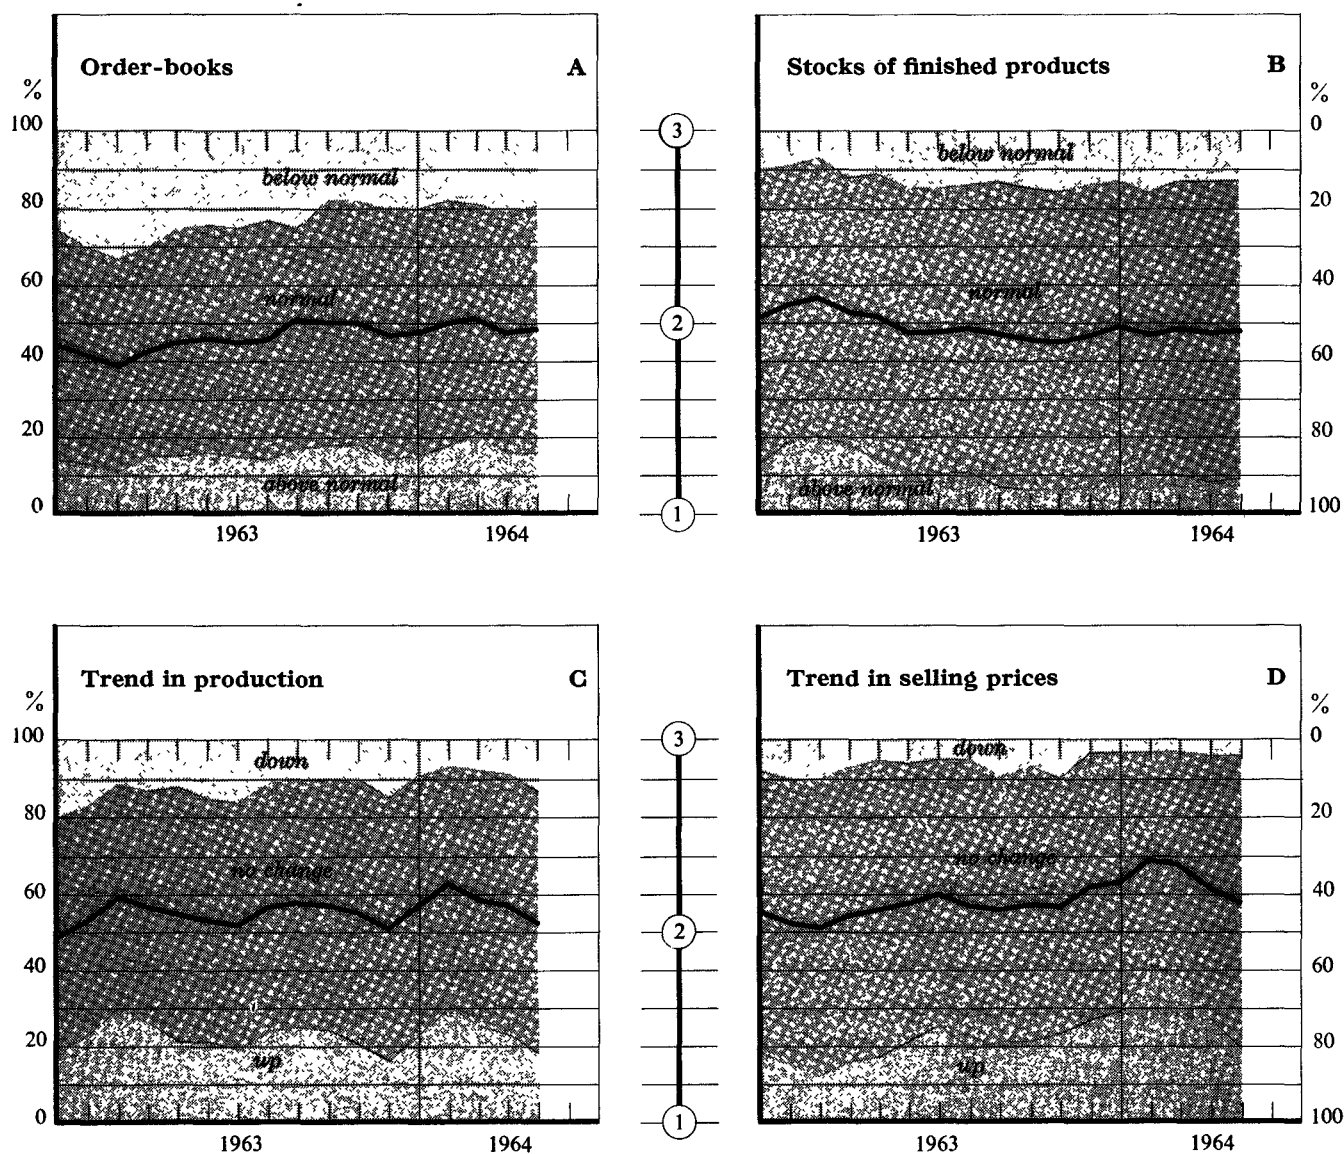 Order-books A
%
100
below normal
80
60
normal
40
20
above normal
0
1963 1964
3
2
1
Stocks of finished products B
%
0
below normal
20
40
normal
60
80
above normal
100
1963 1964
Trend in production C
%
100
down
80
no change
60
40
20
up
0
1963 1964
3
2
1
Trend in selling prices D
%
0
down
20
no change
40
60
80
up
100
1963 1964